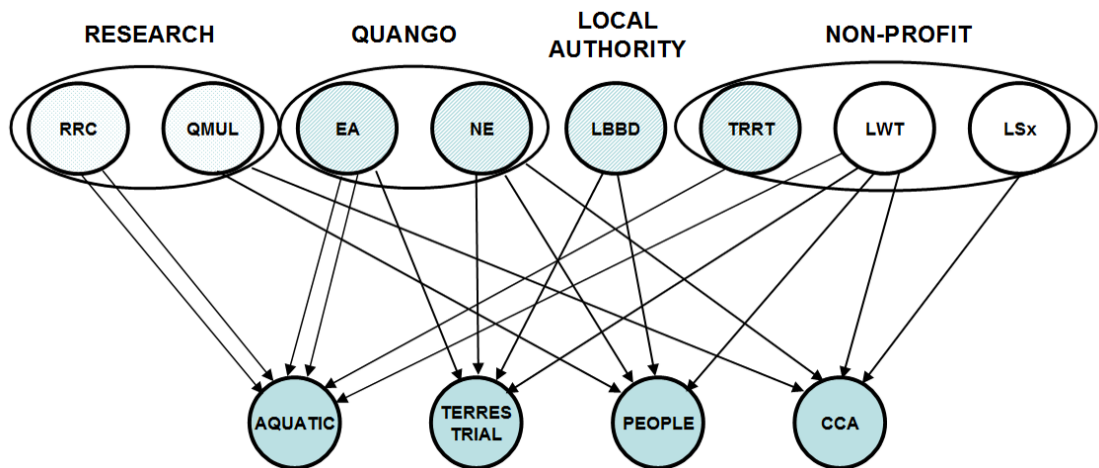 RESEARCH
QUANGO
LOCAL
AUTHORITY
NON-PROFIT
RRC
QMUL
EA
NE
LBBD
TRRT
LWT
LSx
AQUATIC
TERRES
TRIAL
PEOPLE
CCA